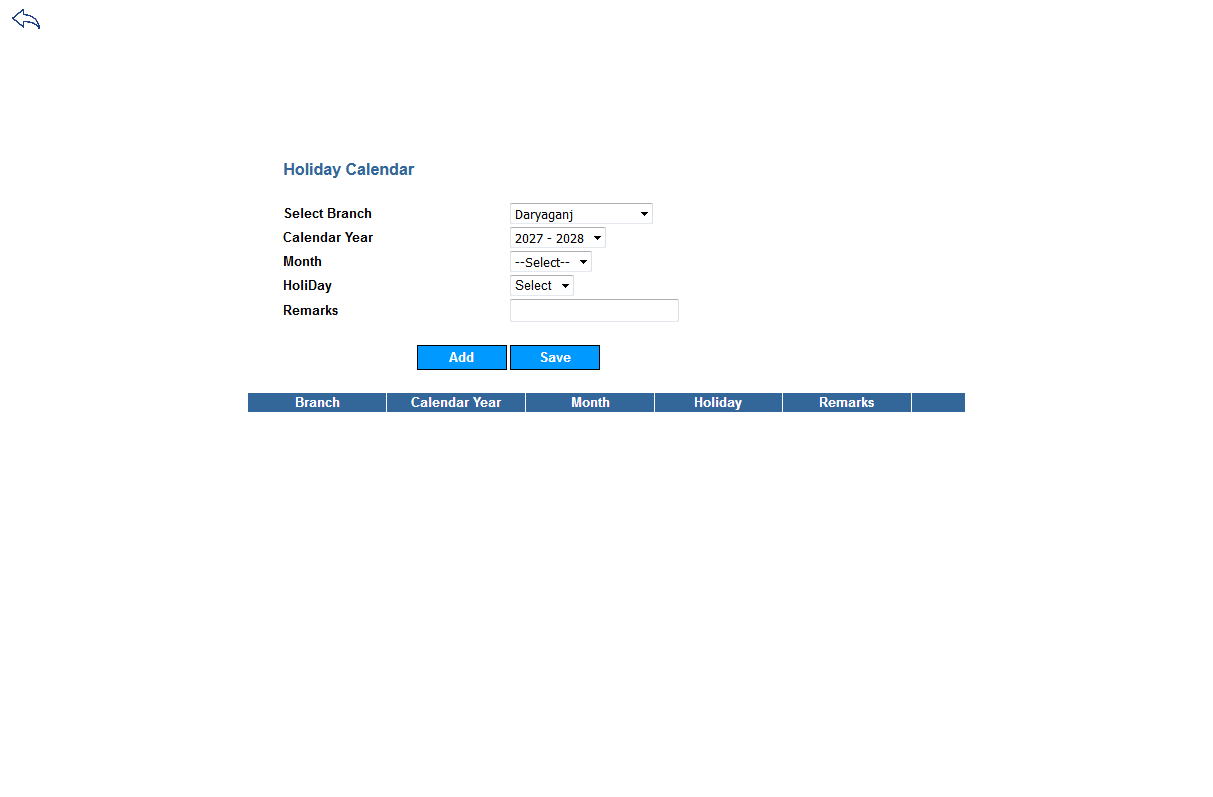 Holiday Calendar
Select Branch Daryaganj
Calendar Year 2027 - 2028
Month --Select--
HoliDay Select
Remarks
Add Save
Branch Calendar Year Month Holiday Remarks